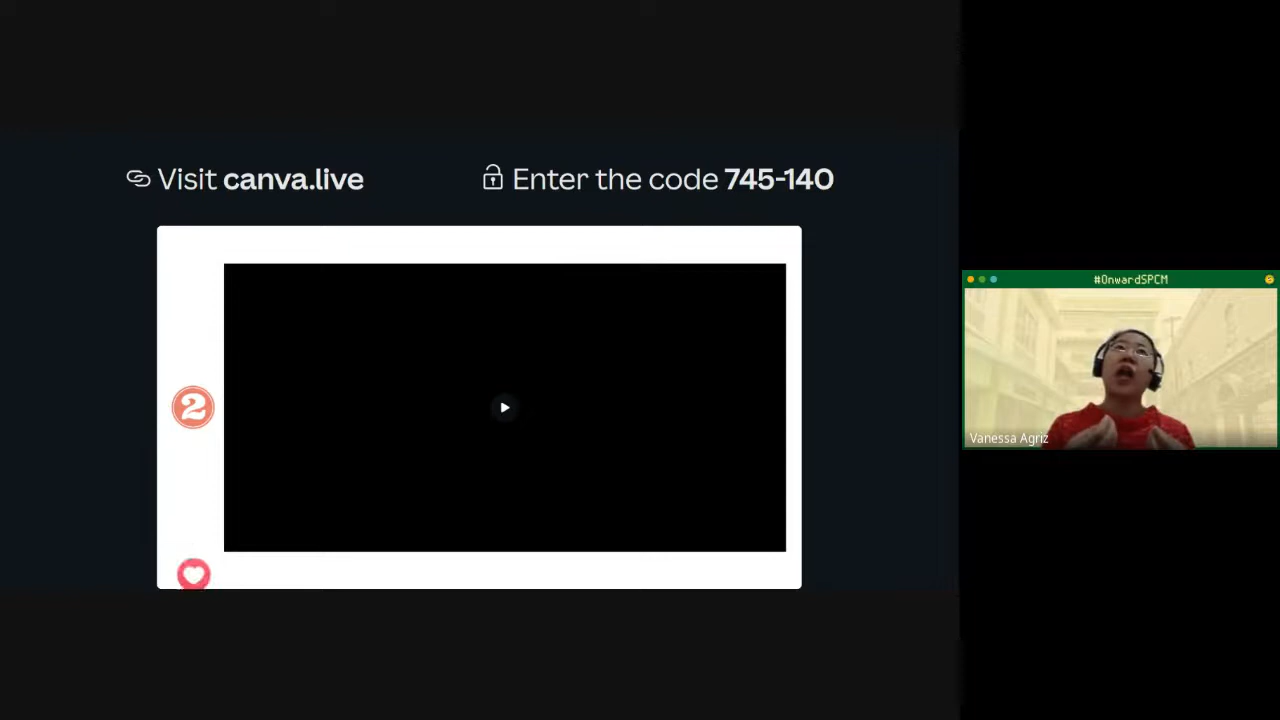 Visit canva.live
Enter the code 745-140
2
#OnwardSPCM
Vanessa Agriz